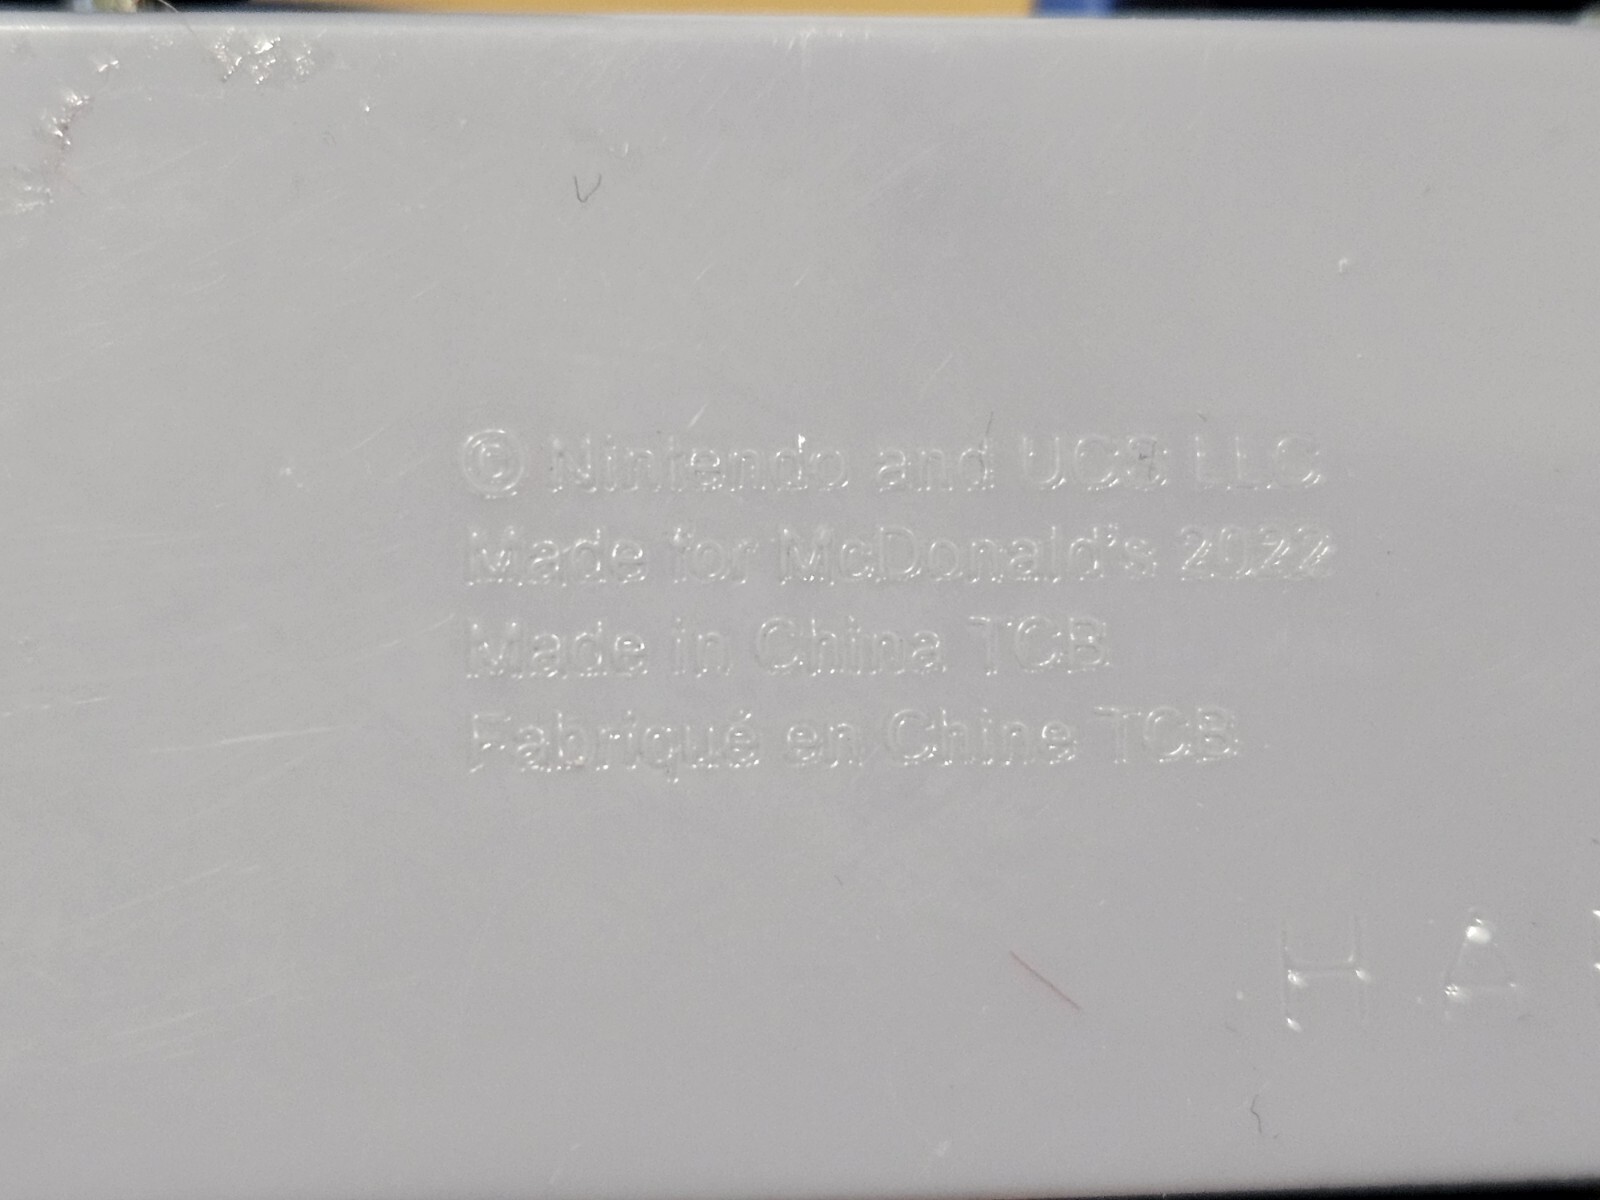 © Nintendo and UCS LLC
Made for McDonald's 2022
Made in China TCB
Fabriqué en Chine TCB
H A